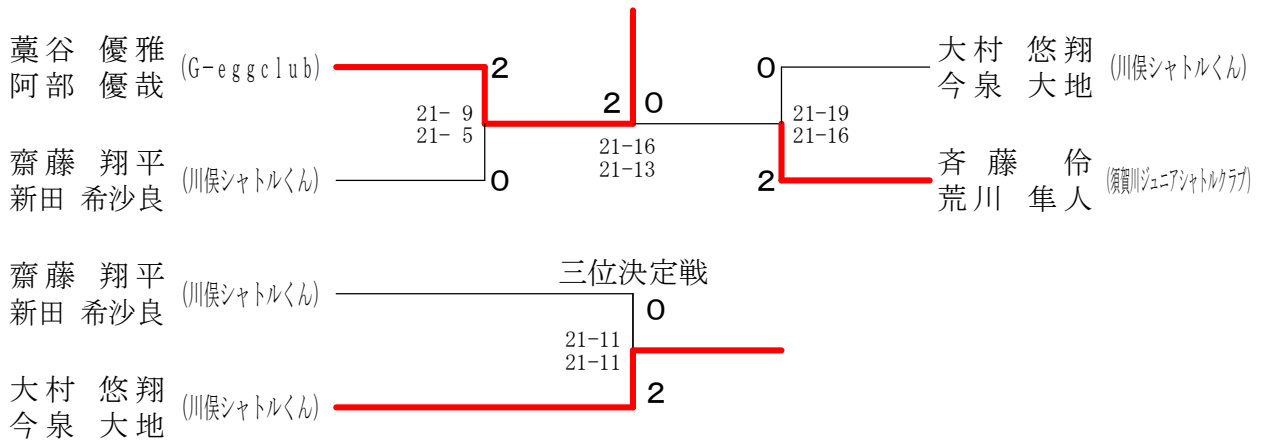 藁谷 優雅
阿部 優哉
(G-eggclub)
2
21- 9
21- 5
齋藤 翔平
新田 希沙良
(川俣シャトルくん)
0
2 0
21-16
21-13
大村 悠翔
今泉 大地
(川俣シャトルくん)
0
21-19
21-16
斉藤 伶
荒川 隼人
(須賀川ジュニアシャトルクラブ)
2
三位決定戦
齋藤 翔平
新田 希沙良
(川俣シャトルくん)
0
21-11
21-11
大村 悠翔
今泉 大地
(川俣シャトルくん)
2